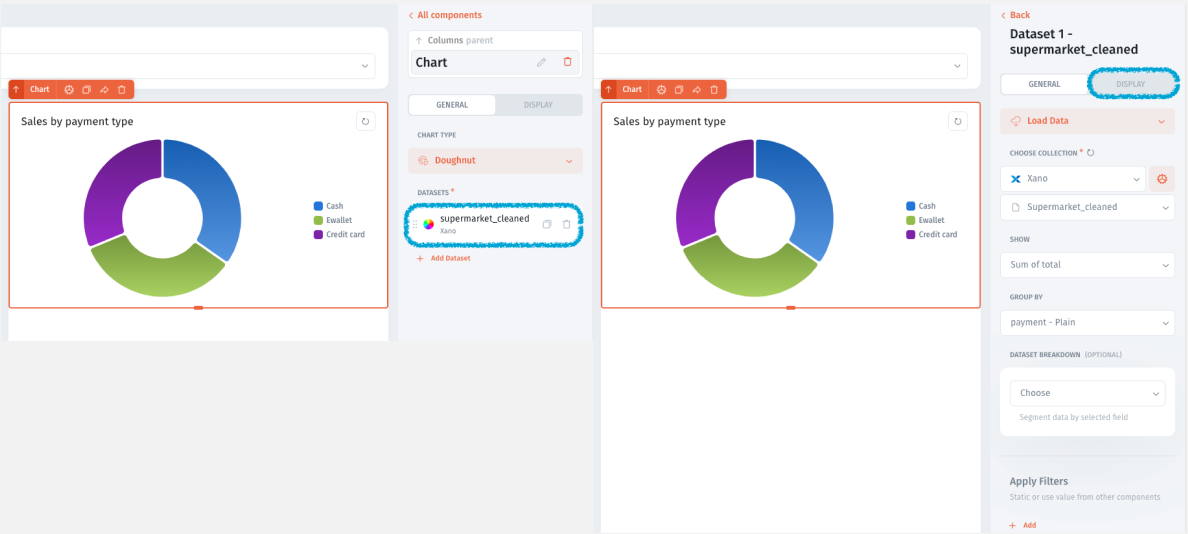 All components
Columns parent
Chart
GENERAL
DISPLAY
CHART TYPE
Doughnut
DATASETS *
supermarket_cleaned
Xano
+ Add Dataset
Chart
Sales by payment type
Cash
Ewallet
Credit card
Chart
Sales by payment type
Cash
Ewallet
Credit card
Back
Dataset 1 -
supermarket_cleaned
GENERAL
DISPLAY
Load Data
CHOOSE COLLECTION *
Xano
Supermarket_cleaned
SHOW
Sum of total
GROUP BY
payment - Plain
DATASET BREAKDOWN (OPTIONAL)
Choose
Segment data by selected field
Apply Filters
Static or use value from other components
+ Add